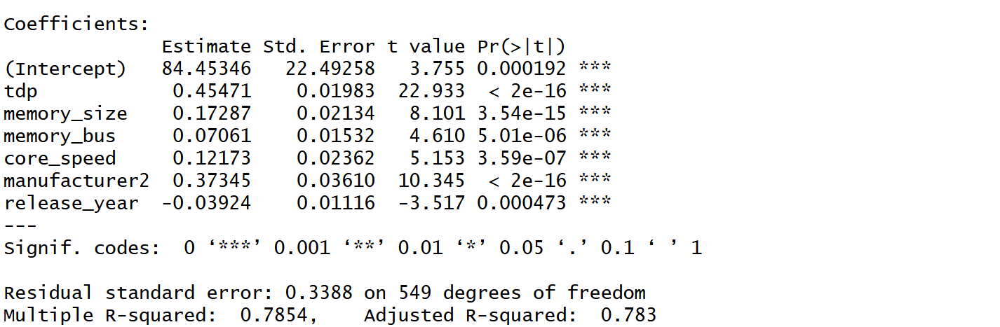 Coefficients:
              Estimate Std. Error t value Pr(>|t|)
(Intercept)   84.45346   22.49258   3.755 0.000192 ***
tdp            0.45471    0.01983  22.933  < 2e-16 ***
memory_size    0.17287    0.02134   8.101 3.54e-15 ***
memory_bus     0.07061    0.01532   4.610 5.01e-06 ***
core_speed     0.12173    0.02362   5.153 3.59e-07 ***
manufacturer2  0.37345    0.03610  10.345  < 2e-16 ***
release_year  -0.03924    0.01116  -3.517 0.000473 ***
---
Signif. codes:  0 ‘***’ 0.001 ‘**’ 0.01 ‘*’ 0.05 ‘.’ 0.1 ‘ ’ 1
Residual standard error: 0.3388 on 549 degrees of freedom
Multiple R-squared:  0.7854,    Adjusted R-squared:  0.783